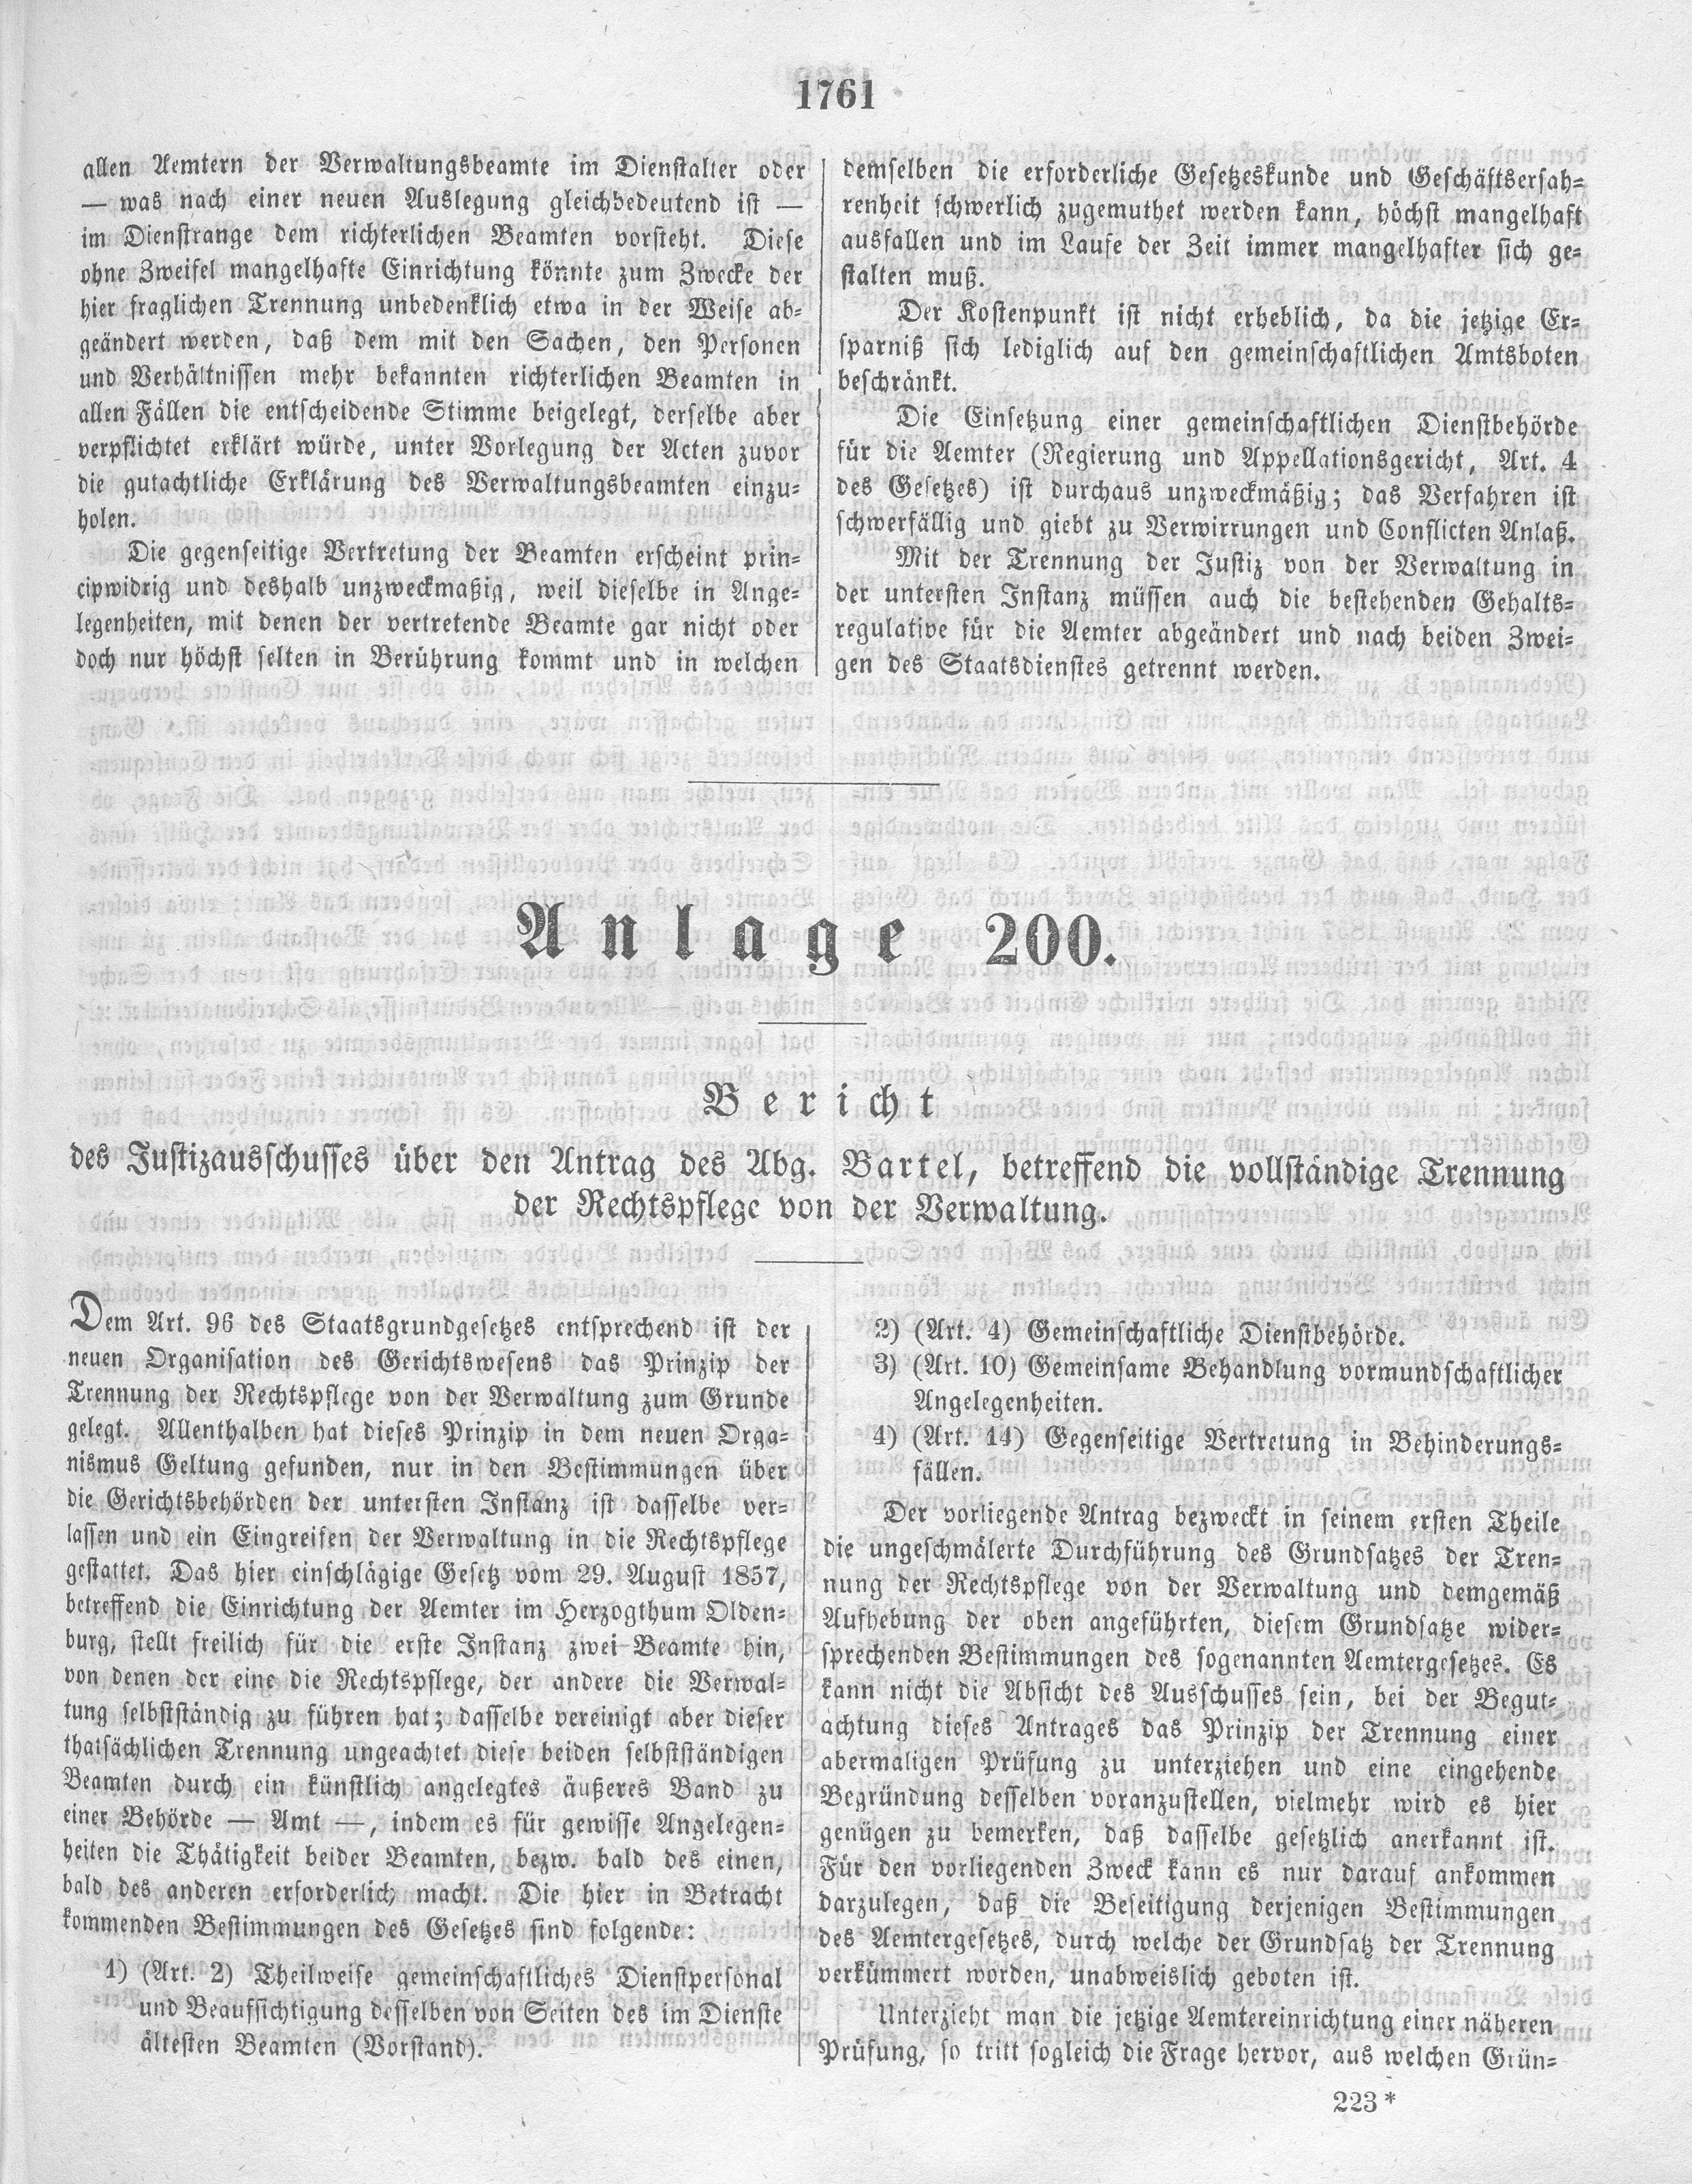 1761
allen Aemtern der Verwaltungsbeamte im Dienstalter oder
— was nach einer neuen Auslegung gleichbedeutend ist —
im Dienstrange dem richterlichen Beamten vorsteht. Diese
ohne Zweifel mangelhafte Einrichtung könnte zum Zwecke der
hier fraglichen Trennung unbedenklich etwa in der Weise ab-
geändert werden, daß dem mit den Sachen, den Personen
und Verhältnissen mehr bekannten richterlichen Beamten in
allen Fällen die entscheidende Stimme beigelegt, derselbe aber
verpflichtet erklärt würde, unter Vorlegung der Acten zuvor
die gutachtliche Erklärung des Verwaltungsbeamten einzu-
holen.
Die gegenseitige Vertretung der Beamten erscheint prin-
cipwidrig und deshalb unzweckmaßig, weil dieselbe in Ange-
legenheiten, mit denen der vertretende Beamte gar nicht oder
doch nur höchst selten in Berührung kommt und in welchen
demselben die erforderliche Gesetzeskunde und Geschäftserfah-
renheit schwerlich zugemuthet werden kann, höchst mangelhaft
ausfallen und im Laufe der Zeit immer mangelhafter sich ge-
stalten muß.
Der Kostenpunkt ist nicht erheblich, da die jetzige Er-
sparniß sich lediglich auf den gemeinschaftlichen Amtsboten
beschränkt.
Die Einsetzung einer gemeinschaftlichen Dienstbehörde
für die Aemter (Regierung und Appellationsgericht, Art. 4
des Gesetzes) ist durchaus unzweckmäßig; das Verfahren ist
schwerfällig und giebt zu Verwirrungen und Conflicten Anlaß.
Mit der Trennung der Justiz von der Verwaltung in
der untersten Instanz müssen auch die bestehenden Gehalts-
regulative für die Aemter abgeändert und nach beiden Zwei-
gen des Staatsdienstes getrennt werden.
Anlage 200.
Bericht
des Justizausschusses über den Antrag des Abg. Bartel, betreffend die vollständige Trennung
der Rechtspflege von der Verwaltung.
Dem Art. 96 des Staatsgrundgesetzes entsprechend ist der
neuen Organisation des Gerichtswesens das Prinzip der
Trennung der Rechtspflege von der Verwaltung zum Grunde
gelegt. Allenthalben hat dieses Prinzip in dem neuen Orga-
nismus Geltung gefunden, nur in den Bestimmungen über
die Gerichtsbehörden der untersten Instanz ist dasselbe ver-
lassen und ein Eingreifen der Verwaltung in die Rechtspflege
gestattet. Das hier einschlägige Gesetz vom 29. August 1857,
betreffend die Einrichtung der Aemter im Herzogthum Olden-
burg, stellt freilich für die erste Instanz zwei Beamte hin,
von denen der eine die Rechtspflege, der andere die Verwal-
tung selbstständig zu führen hat; dasselbe vereinigt aber dieser
thatsächlichen Trennung ungeachtet diese beiden selbstständigen
Beamten durch ein künstlich angelegtes äußeres Band zu
einer Behörde — Amt —, indem es für gewisse Angelegen-
heiten die Thätigkeit beider Beamten, bezw. bald des einen,
bald des anderen erforderlich macht. Die hier in Betracht
kommenden Bestimmungen des Gesetzes sind folgende:
1) (Art. 2) Theilweise gemeinschaftliches Dienstpersonal
und Beaufsichtigung desselben von Seiten des im Dienste
ältesten Beamten (Vorstand).
2) (Art. 4) Gemeinschaftliche Dienstbehörde.
3) (Art. 10) Gemeinsame Behandlung vormundschaftlicher
Angelegenheiten.
4) (Art. 14) Gegenseitige Vertretung in Behinderungs-
fällen.
Der vorliegende Antrag bezweckt in seinem ersten Theile
die ungeschmälerte Durchführung des Grundsatzes der Tren-
nung der Rechtspflege von der Verwaltung und demgemäß
Aufhebung der oben angeführten, diesem Grundsatze wider-
sprechenden Bestimmungen des sogenannten Aemtergesetzes. Es
kann nicht die Absicht des Ausschusses sein, bei der Begut-
achtung dieses Antrages das Prinzip der Trennung einer
abermaligen Prüfung zu unterziehen und eine eingehende
Begründung desselben voranzustellen, vielmehr wird es hier
genügen zu bemerken, daß dasselbe gesetzlich anerkannt ist.
Für den vorliegenden Zweck kann es nur darauf ankommen
darzulegen, daß die Beseitigung derjenigen Bestimmungen
des Aemtergesetzes, durch welche der Grundsatz der Trennung
verkümmert worden, unabweislich geboten ist.
Unterzieht man die jetzige Aemtereinrichtung einer näheren
Prüfung, so tritt sogleich die Frage hervor, aus welchen Grün-
223*